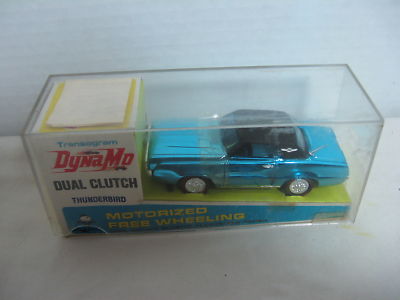 Transogram
DYNAMO
DUAL CLUTCH
THUNDERBIRD
MOTORIZED
FREE WHEELING